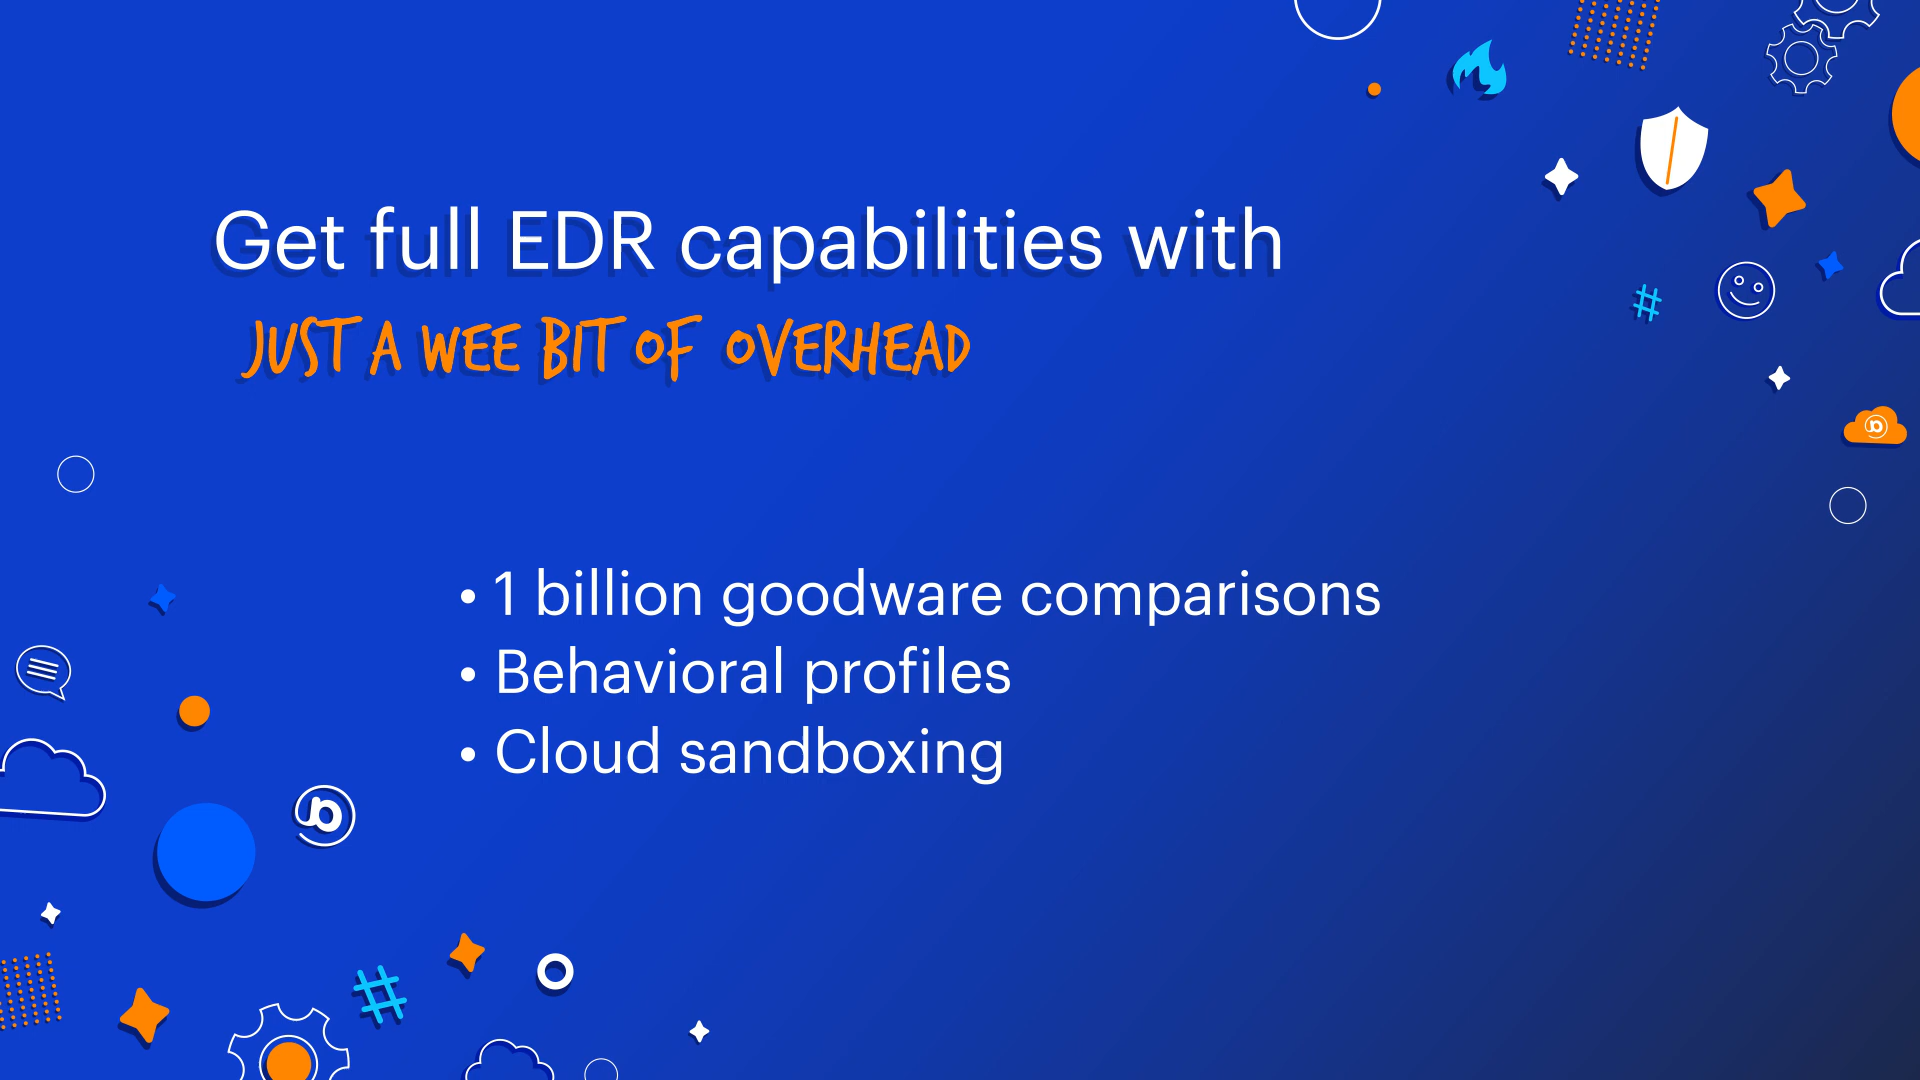 Get full EDR capabilities with
JUST A WEE BIT OF OVERHEAD
• 1 billion goodware comparisons
• Behavioral profiles
• Cloud sandboxing